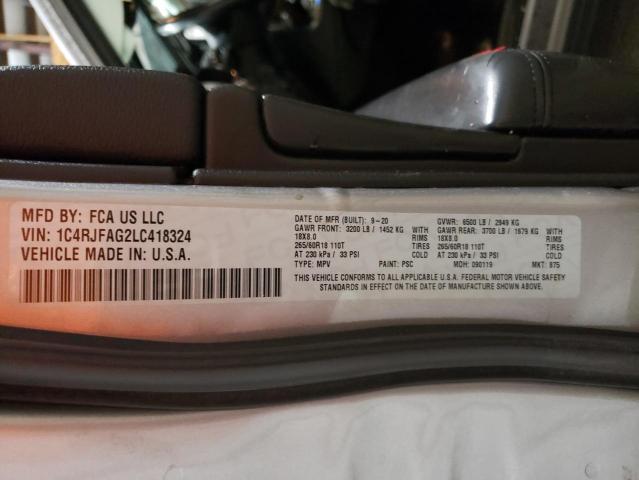 MFD BY: FCA US LLC
VIN: 1C4RJFAG2LC418324
VEHICLE MADE IN: U.S.A.
DATE OF MFR (BUILT): 9-20 GVWR: 6500 LB / 2949 KG
GAWR FRONT: 3200 LB / 1452 KG WITH GAWR REAR: 3700 LB / 1679 KG WITH
18X8.0 RIMS 18X8.0 RIMS
265/60R18 110T TIRES 265/60R18 110T TIRES
AT 230 kPa / 33 PSI COLD AT 230 kPa / 33 PSI COLD
TYPE: MPV PAINT: PSC MDH: 090119 MKT: 875
THIS VEHICLE CONFORMS TO ALL APPLICABLE U.S.A. FEDERAL MOTOR VEHICLE SAFETY
STANDARDS IN EFFECT ON THE DATE OF MANUFACTURE SHOWN ABOVE.